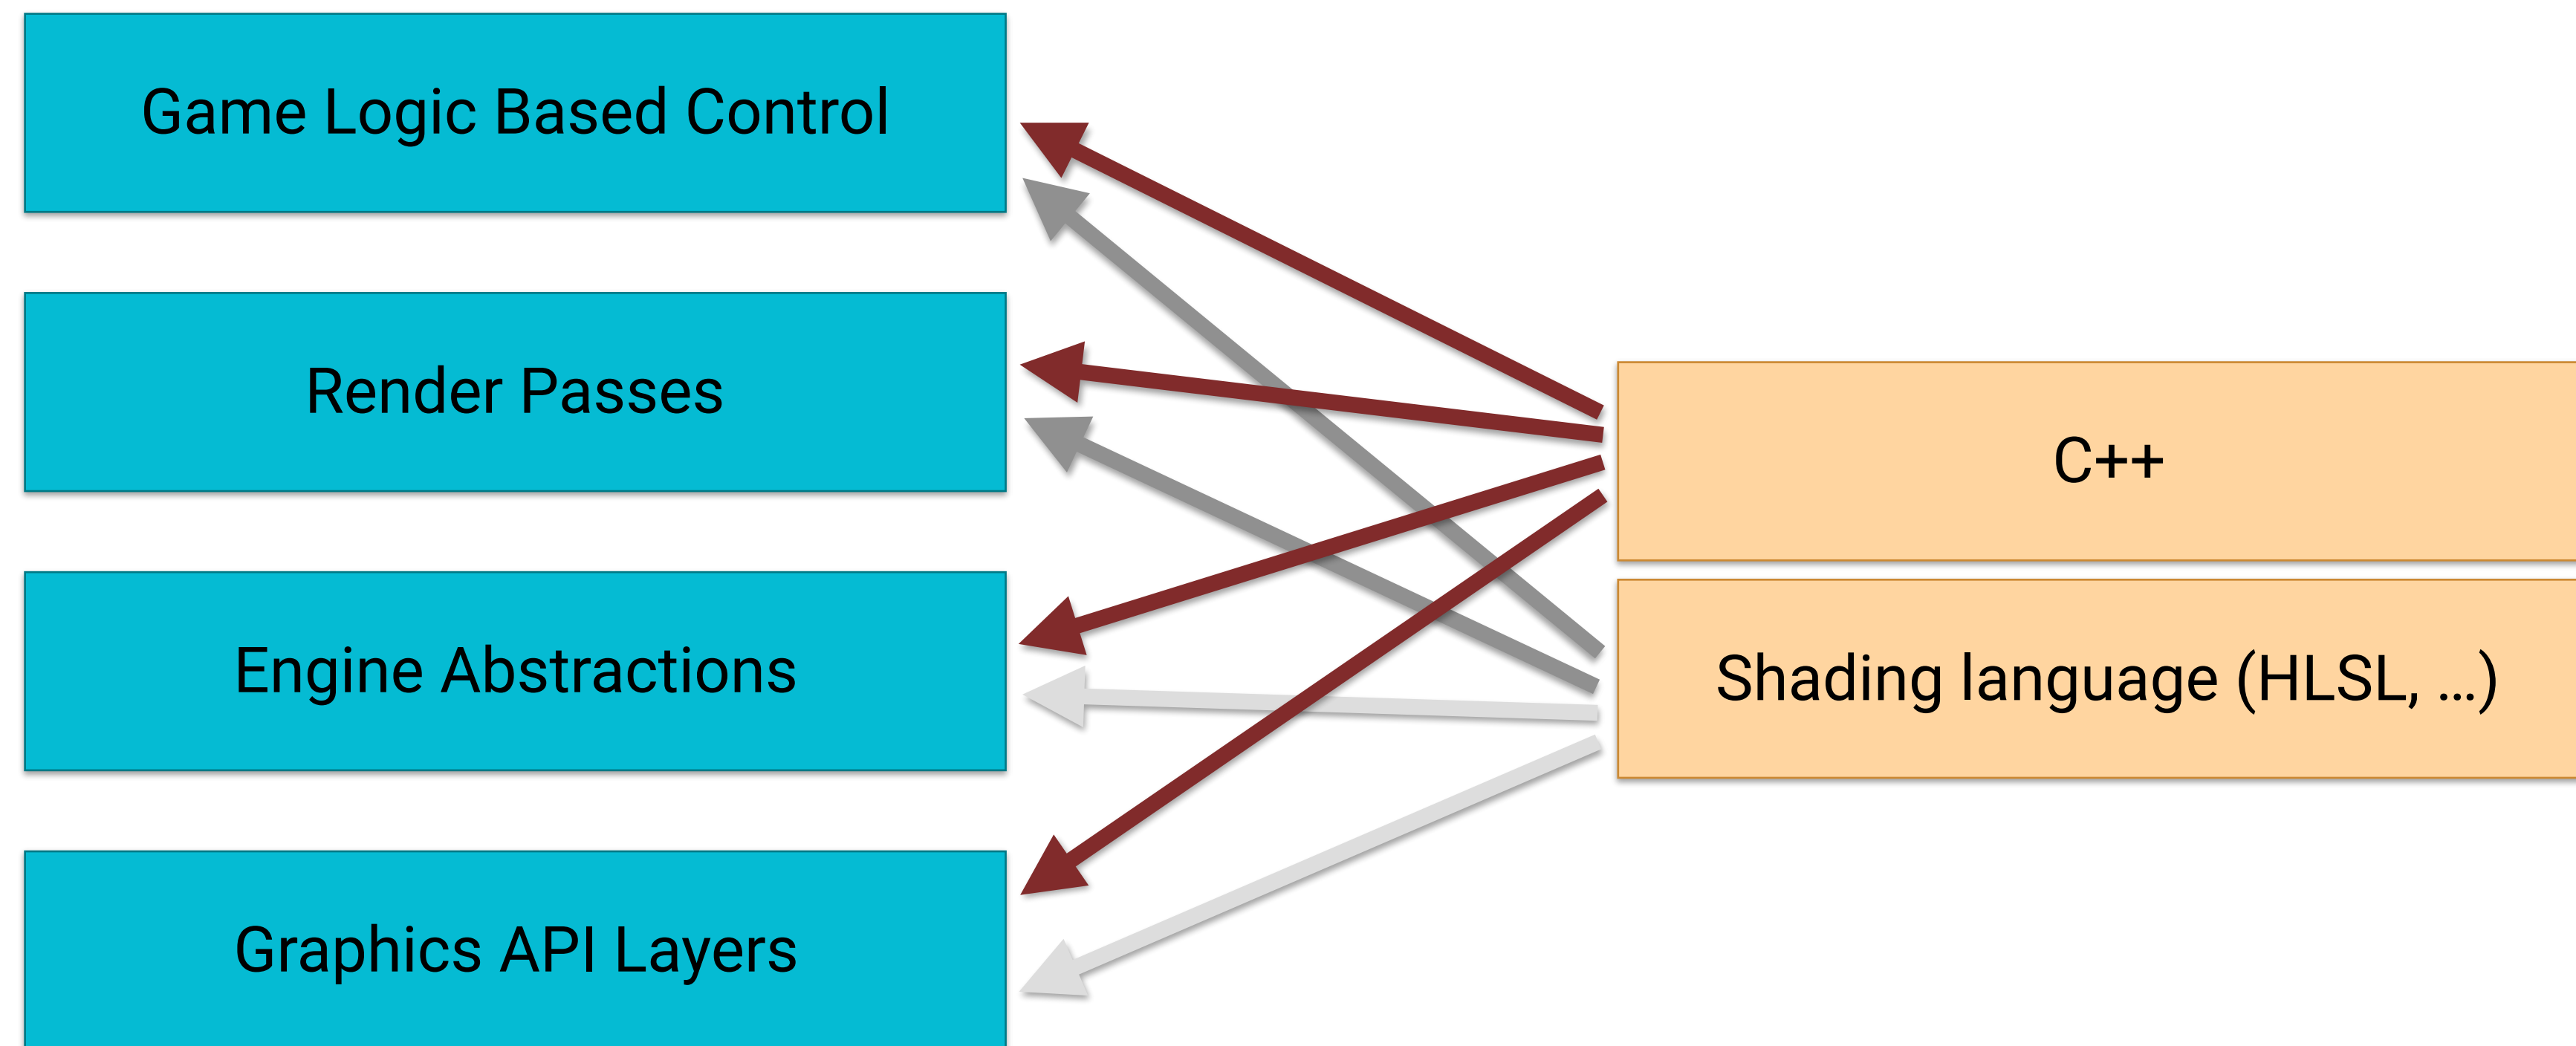 Game Logic Based Control
Render Passes
Engine Abstractions
Graphics API Layers
C++
Shading language (HLSL, ...)